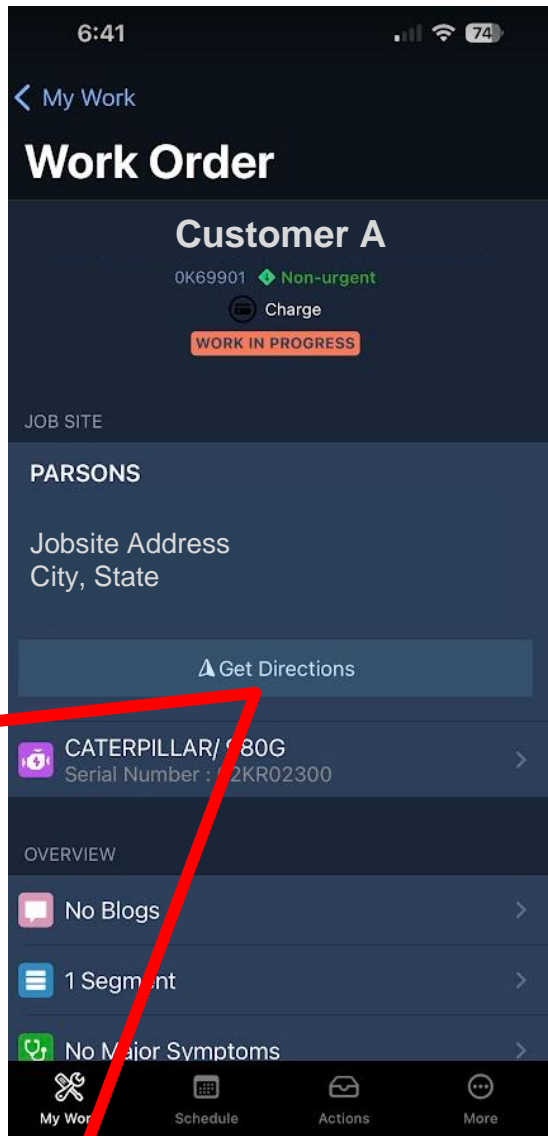 6:41
74
My Work
Work Order
Customer A
0K69901 Non-urgent
Charge
WORK IN PROGRESS
JOB SITE
PARSONS
Jobsite Address
City, State
Get Directions
CATERPILLAR/ 980G
Serial Number : 02KR02300
OVERVIEW
No Blogs
1 Segment
No Major Symptoms
My Work Schedule Actions More